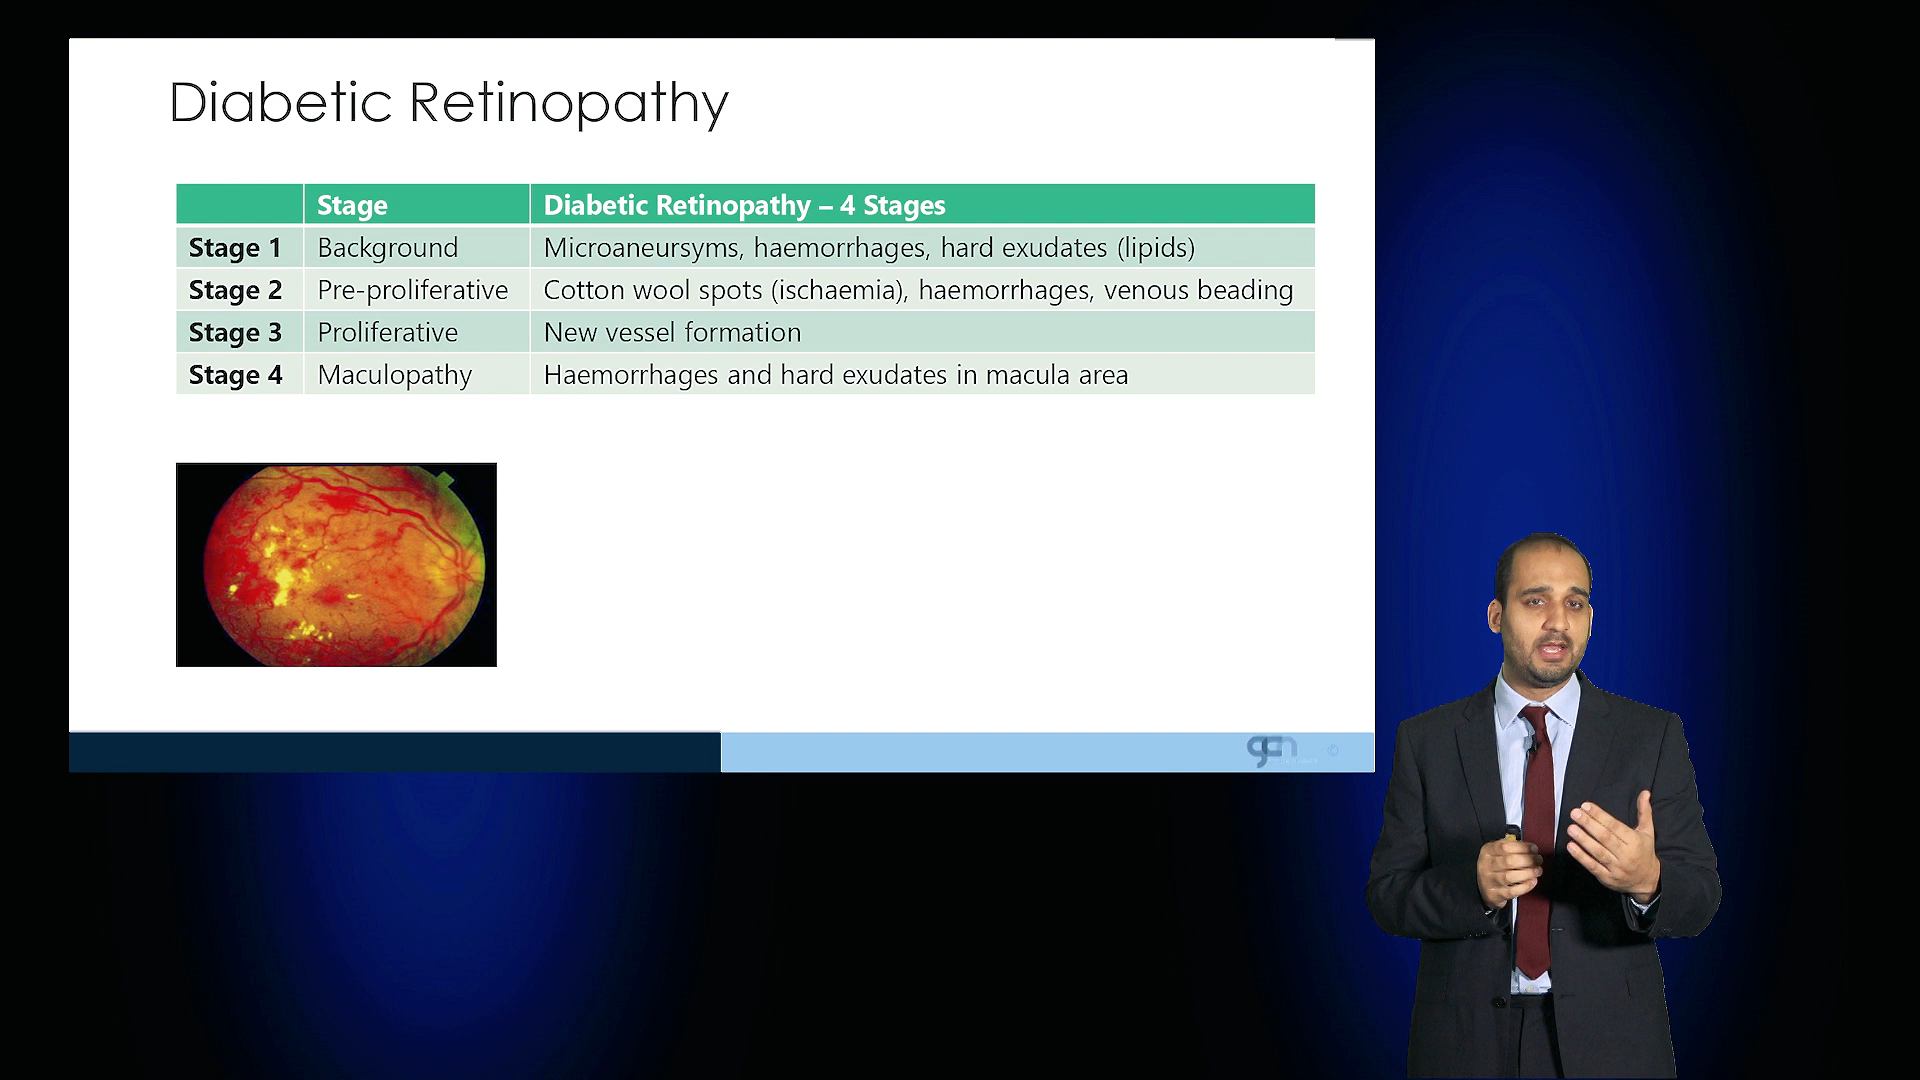 Diabetic Retinopathy
Stage Diabetic Retinopathy – 4 Stages
Stage 1 Background Microaneursyms, haemorrhages, hard exudates (lipids)
Stage 2 Pre-proliferative Cotton wool spots (ischaemia), haemorrhages, venous beading
Stage 3 Proliferative New vessel formation
Stage 4 Maculopathy Haemorrhages and hard exudates in macula area
gcn ©